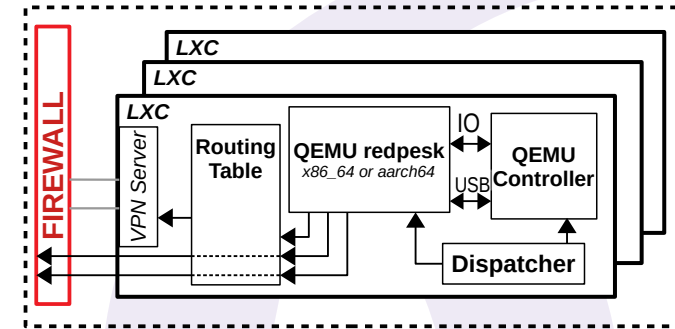 LXC
LXC
LXC
FIREWALL
VPN Server
Routing
Table
QEMU redpesk
x86_64 or aarch64
IO
USB
QEMU
Controller
Dispatcher